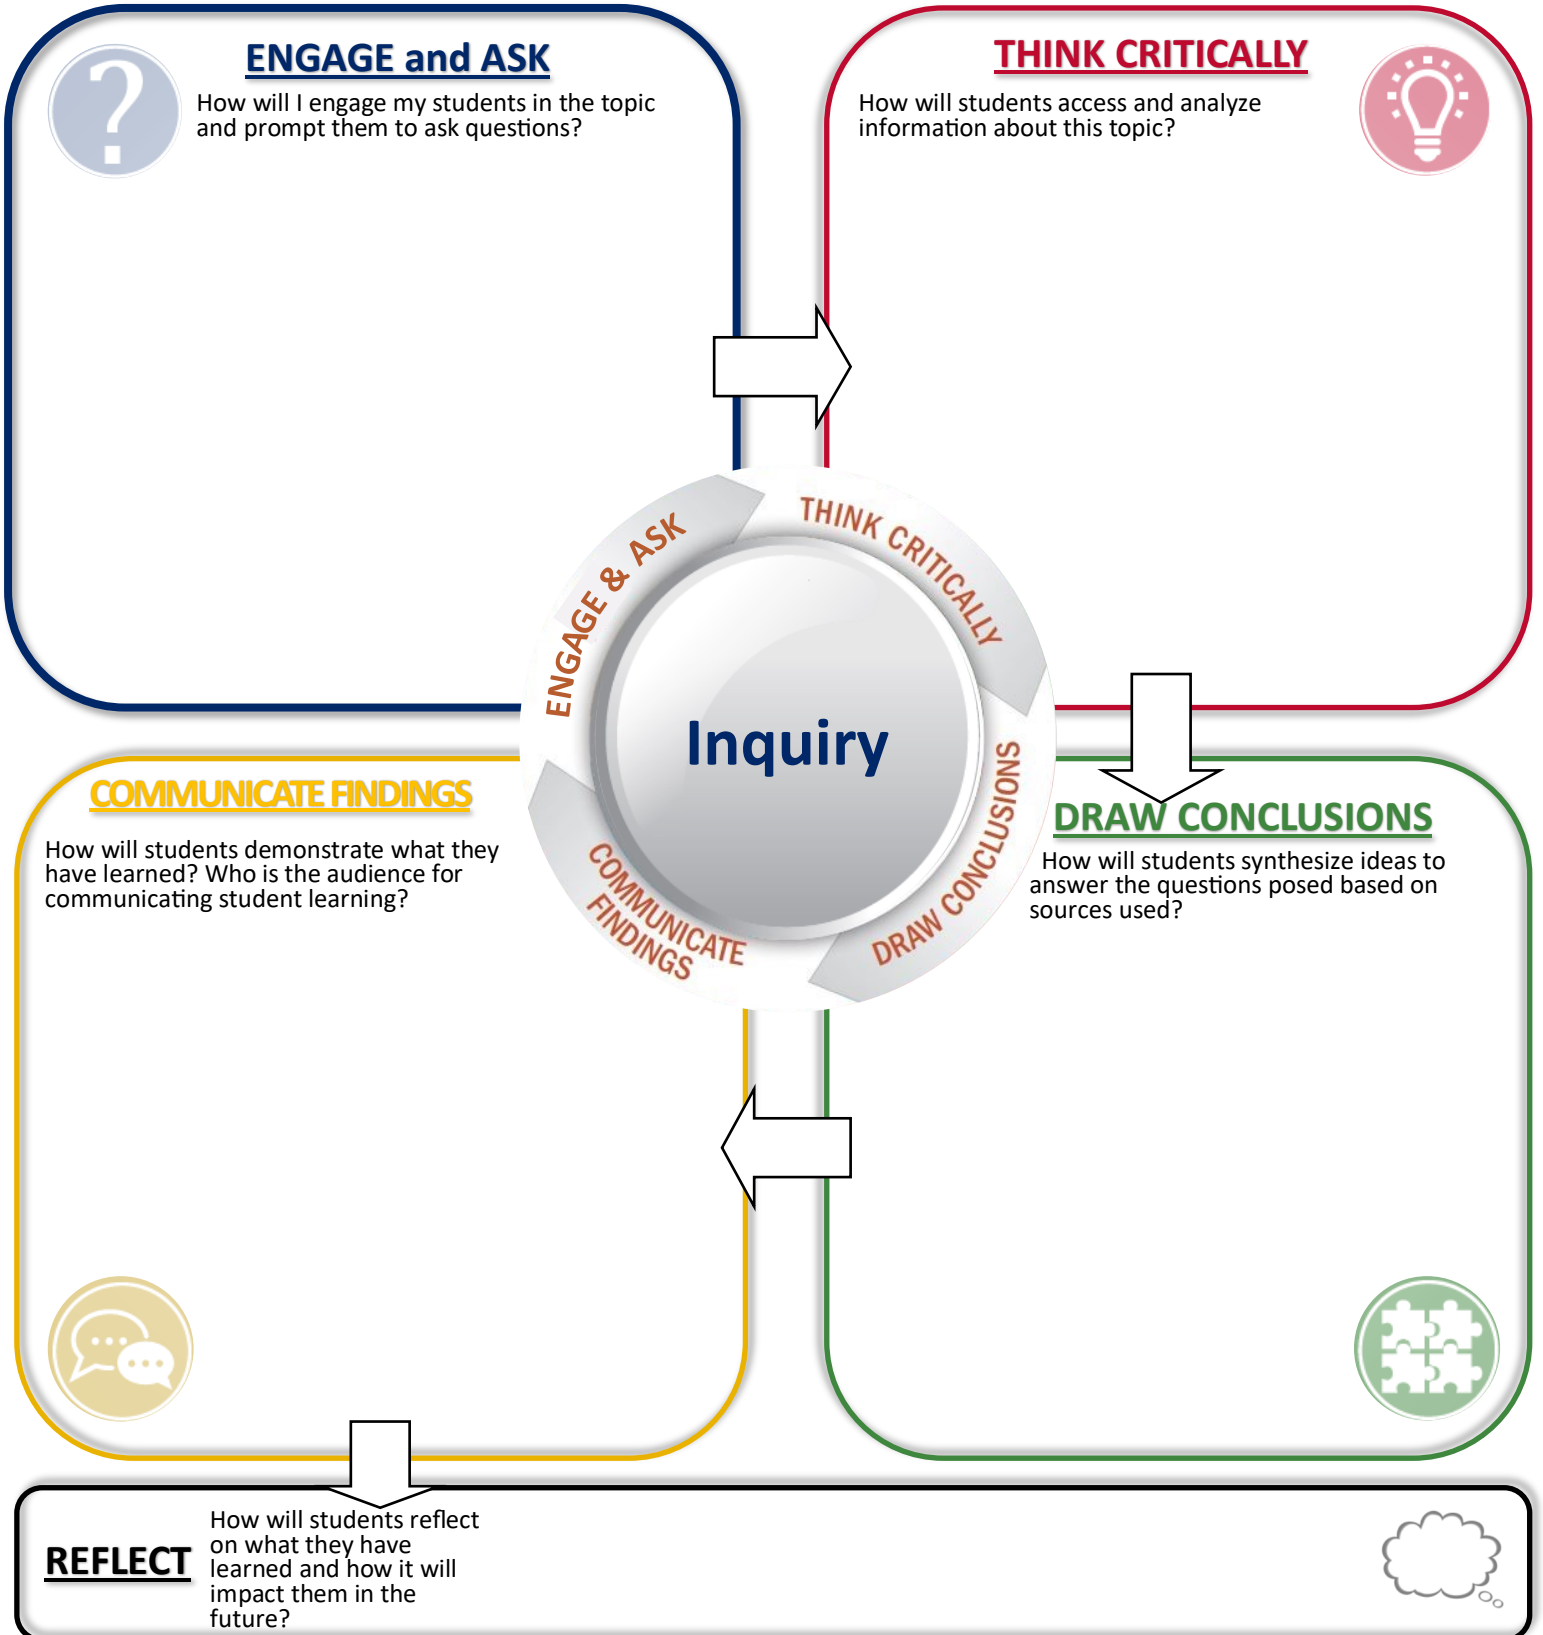 ENGAGE and ASK
How will I engage my students in the topic
and prompt them to ask questions?
THINK CRITICALLY
How will students access and analyze
information about this topic?
ENGAGE & ASK
THINK CRITICALLY
DRAW CONCLUSIONS
COMMUNICATE
FINDINGS
Inquiry
COMMUNICATE FINDINGS
How will students demonstrate what they
have learned? Who is the audience for
communicating student learning?
DRAW CONCLUSIONS
How will students synthesize ideas to
answer the questions posed based on
sources used?
REFLECT
How will students reflect
on what they have
learned and how it will
impact them in the
future?